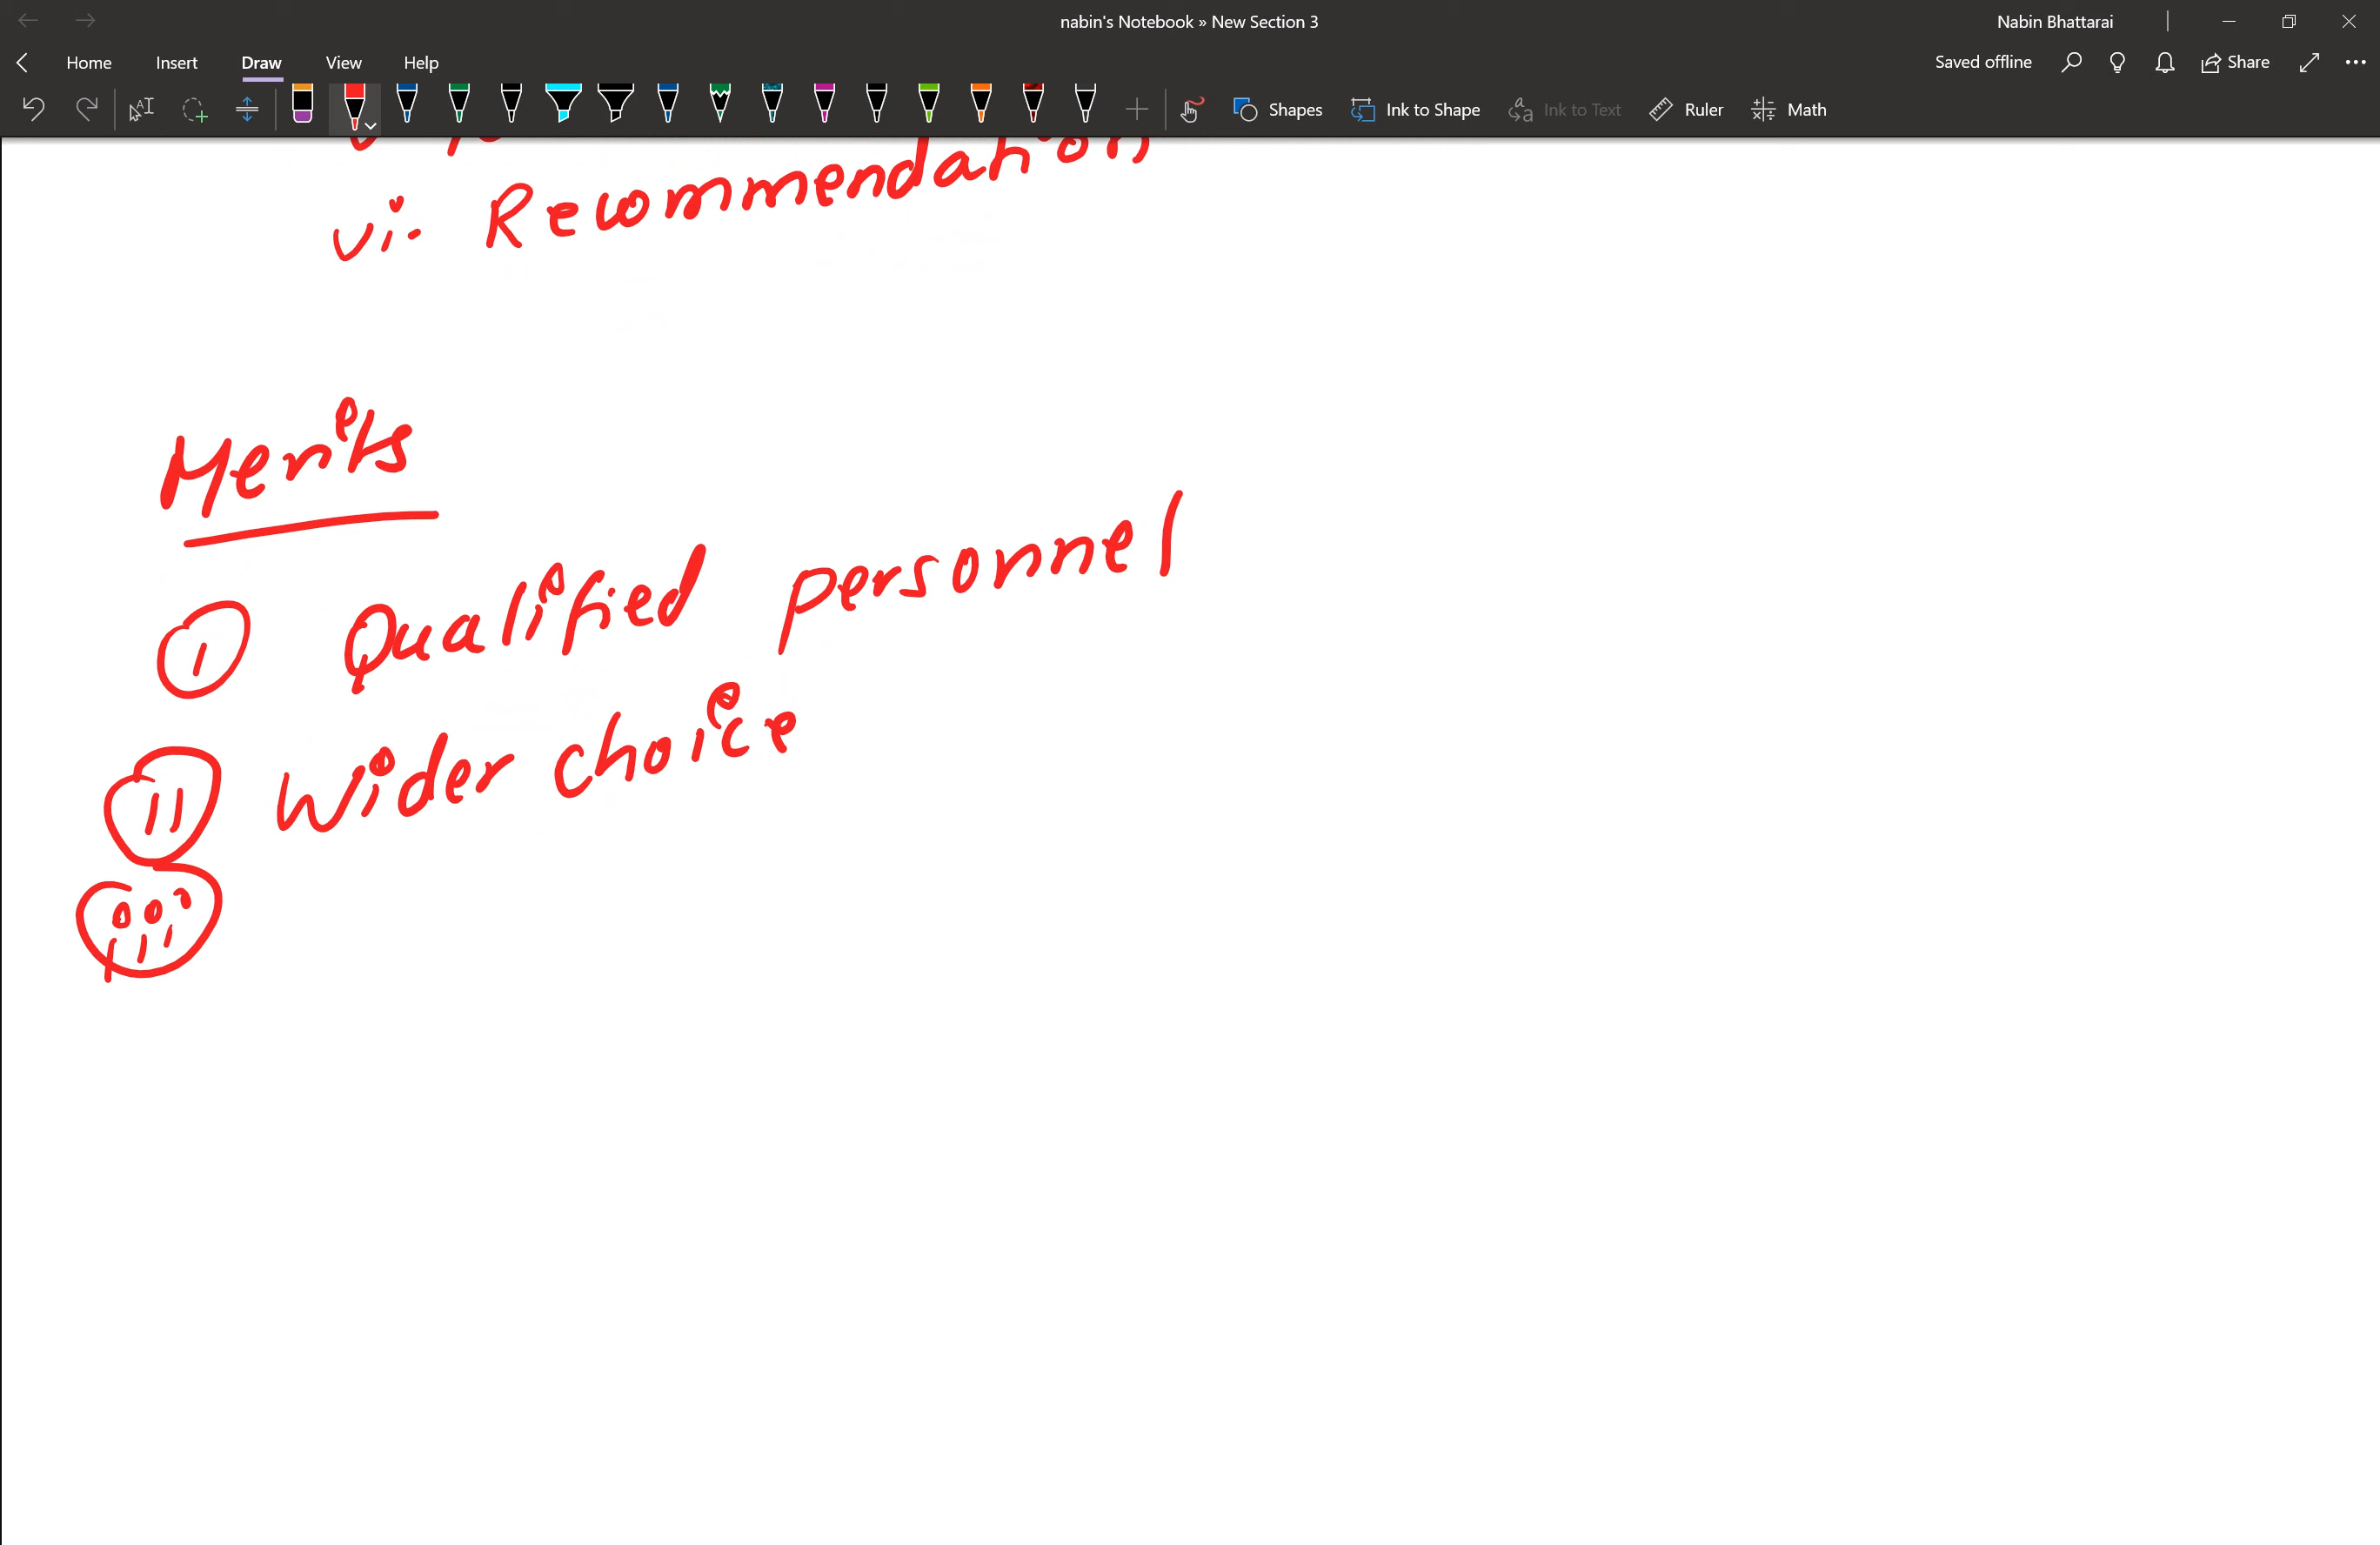 nabin's Notebook » New Section 3
Nabin Bhattarai
Home Insert Draw View Help
Saved offline
Share
Shapes Ink to Shape Ink to Text Ruler Math
vi. Recommendation
Merits
i Qualified personnel
ii Wider choice
iii